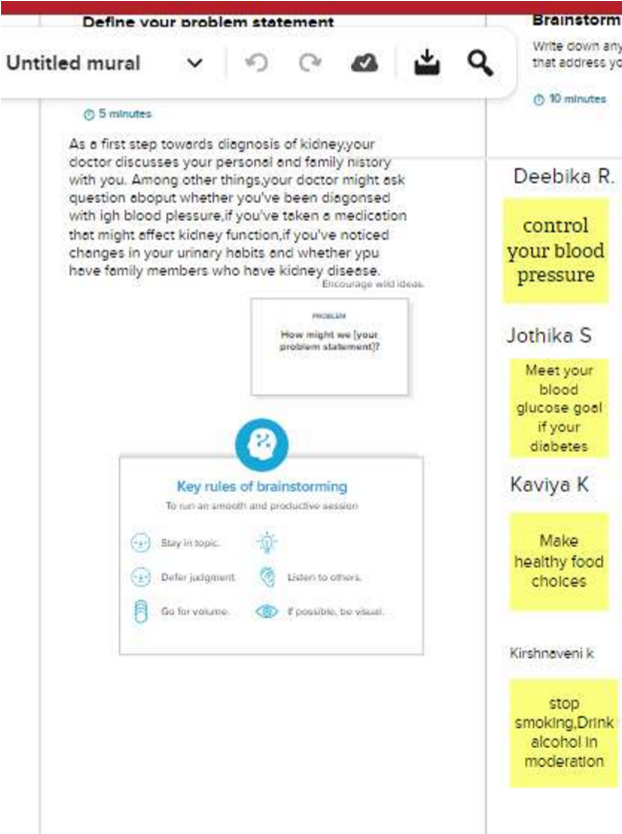 Define your problem statement
Untitled mural
5 minutes
As a first step towards diagnosis of kidney,your
doctor discusses your personal and family nistory
with you. Among other things,your doctor might ask
question aboput whether you've been diagonsed
with igh blood plessure,if you've taken a medication
that might affect kidney function,if you've noticed
changes in your urinary habits and whether ypu
have family members who have kidney disease.
Encourage wild ideas.
PROBLEM
How might we [your
problem statement]?
Key rules of brainstorming
To run an smooth and productive session
Stay in topic.
Defer judgment.
Listen to others.
Go for volume.
If possible, be visual.
Brainstorm
Write down any
that address yo
10 minutes
Deebika R.
control
your blood
pressure
Jothika S
Meet your
blood
glucose goal
if your
diabetes
Kaviya K
Make
healthy food
choices
Kirshnaveni k
stop
smoking,Drink
alcohol in
moderation